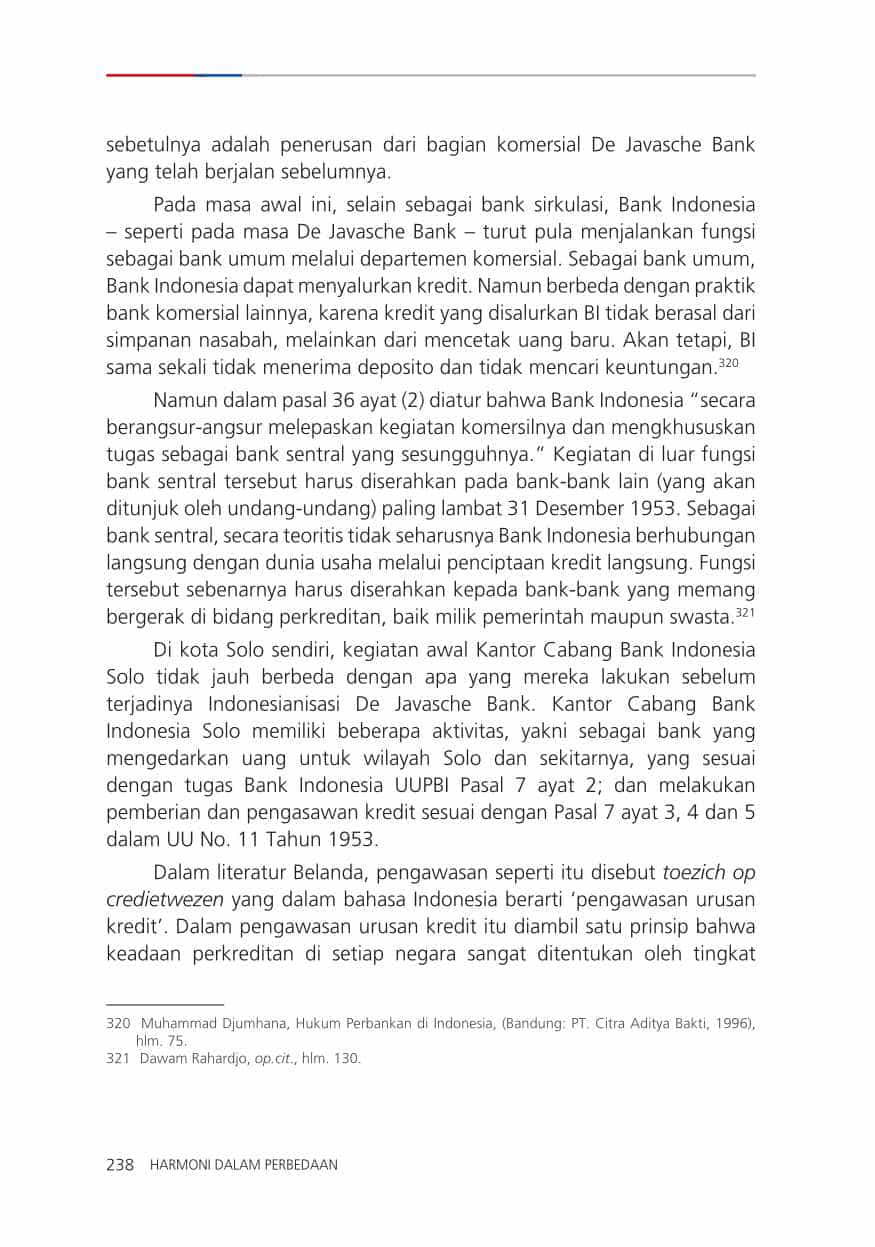 sebetulnya adalah penerusan dari bagian komersial De Javasche Bank
yang telah berjalan sebelumnya.
Pada masa awal ini, selain sebagai bank sirkulasi, Bank Indonesia
– seperti pada masa De Javasche Bank – turut pula menjalankan fungsi
sebagai bank umum melalui departemen komersial. Sebagai bank umum,
Bank Indonesia dapat menyalurkan kredit. Namun berbeda dengan praktik
bank komersial lainnya, karena kredit yang disalurkan BI tidak berasal dari
simpanan nasabah, melainkan dari mencetak uang baru. Akan tetapi, BI
sama sekali tidak menerima deposito dan tidak mencari keuntungan.320
Namun dalam pasal 36 ayat (2) diatur bahwa Bank Indonesia “secara
berangsur-angsur melepaskan kegiatan komersilnya dan mengkhususkan
tugas sebagai bank sentral yang sesungguhnya.” Kegiatan di luar fungsi
bank sentral tersebut harus diserahkan pada bank-bank lain (yang akan
ditunjuk oleh undang-undang) paling lambat 31 Desember 1953. Sebagai
bank sentral, secara teoritis tidak seharusnya Bank Indonesia berhubungan
langsung dengan dunia usaha melalui penciptaan kredit langsung. Fungsi
tersebut sebenarnya harus diserahkan kepada bank-bank yang memang
bergerak di bidang perkreditan, baik milik pemerintah maupun swasta.321
Di kota Solo sendiri, kegiatan awal Kantor Cabang Bank Indonesia
Solo tidak jauh berbeda dengan apa yang mereka lakukan sebelum
terjadinya Indonesianisasi De Javasche Bank. Kantor Cabang Bank
Indonesia Solo memiliki beberapa aktivitas, yakni sebagai bank yang
mengedarkan uang untuk wilayah Solo dan sekitarnya, yang sesuai
dengan tugas Bank Indonesia UUPBI Pasal 7 ayat 2; dan melakukan
pemberian dan pengasawan kredit sesuai dengan Pasal 7 ayat 3, 4 dan 5
dalam UU No. 11 Tahun 1953.
Dalam literatur Belanda, pengawasan seperti itu disebut toezich op
credietwezen yang dalam bahasa Indonesia berarti ‘pengawasan urusan
kredit’. Dalam pengawasan urusan kredit itu diambil satu prinsip bahwa
keadaan perkreditan di setiap negara sangat ditentukan oleh tingkat
320 Muhammad Djumhana, Hukum Perbankan di Indonesia, (Bandung: PT. Citra Aditya Bakti, 1996),
hlm. 75.
321 Dawam Rahardjo, op.cit., hlm. 130.
238 HARMONI DALAM PERBEDAAN